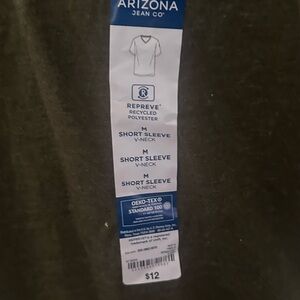 ARIZONA
JEAN CO®
R
REPREVE®
RECYCLED
POLYESTER
M
SHORT SLEEVE
V-NECK
M
SHORT SLEEVE
V-NECK
M
SHORT SLEEVE
V-NECK
OEKO-TEX®
STANDARD 100
$12